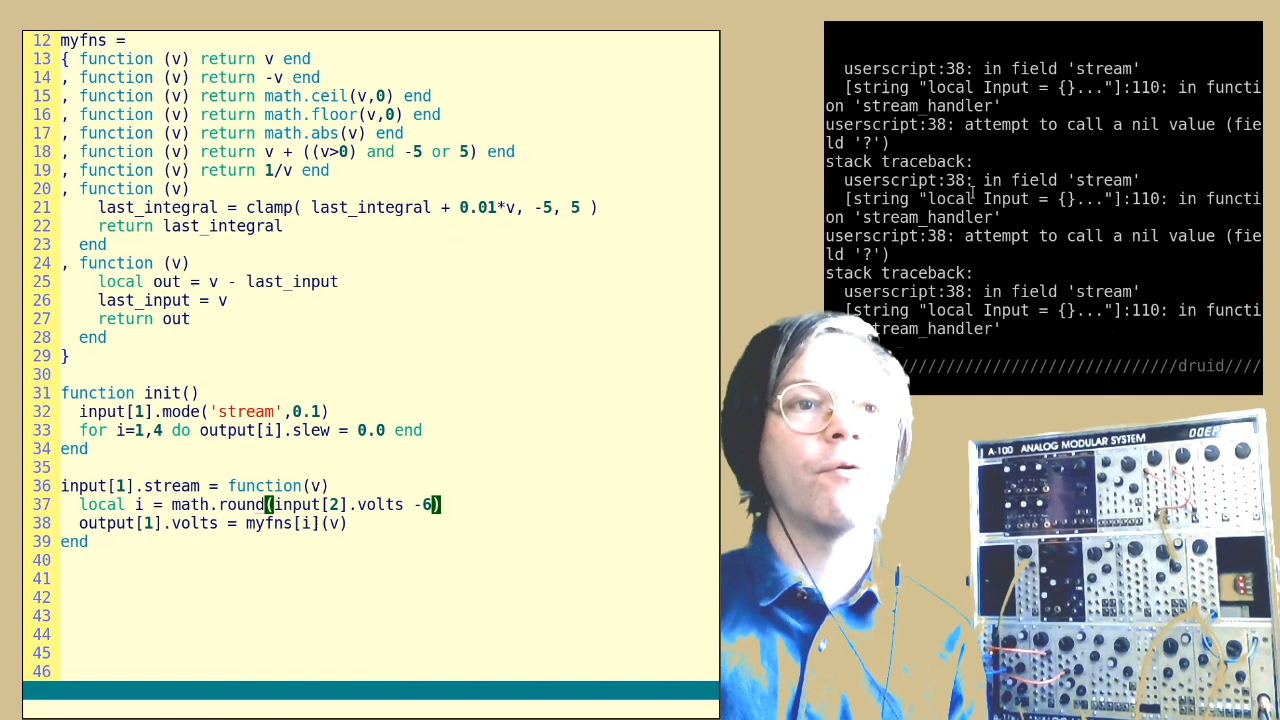 12 myfns =
13 { function (v) return v end
14 , function (v) return -v end
15 , function (v) return math.ceil(v,0) end
16 , function (v) return math.floor(v,0) end
17 , function (v) return math.abs(v) end
18 , function (v) return v + ((v>0) and -5 or 5) end
19 , function (v) return 1/v end
20 , function (v)
21     last_integral = clamp( last_integral + 0.01*v, -5, 5 )
22     return last_integral
23   end
24 , function (v)
25     local out = v - last_input
26     last_input = v
27     return out
28   end
29 }
30
31 function init()
32   input[1].mode('stream',0.1)
33   for i=1,4 do output[i].slew = 0.0 end
34 end
35
36 input[1].stream = function(v)
37   local i = math.round(input[2].volts -6)
38   output[1].volts = myfns[i](v)
39 end
40
41
42
43
44
45
46
userscript:38: in field 'stream'
[string "local Input = {}..."]:110: in functi
on 'stream_handler'
userscript:38: attempt to call a nil value (fie
ld '?')
stack traceback:
userscript:38: in field 'stream'
[string "local Input = {}..."]:110: in functi
on 'stream_handler'
userscript:38: attempt to call a nil value (fie
ld '?')
stack traceback:
userscript:38: in field 'stream'
[string "local Input = {}..."]:110: in functi
tream_handler'
/////////////////////////////druid////
A-100 ANALOG MODULAR SYSTEM